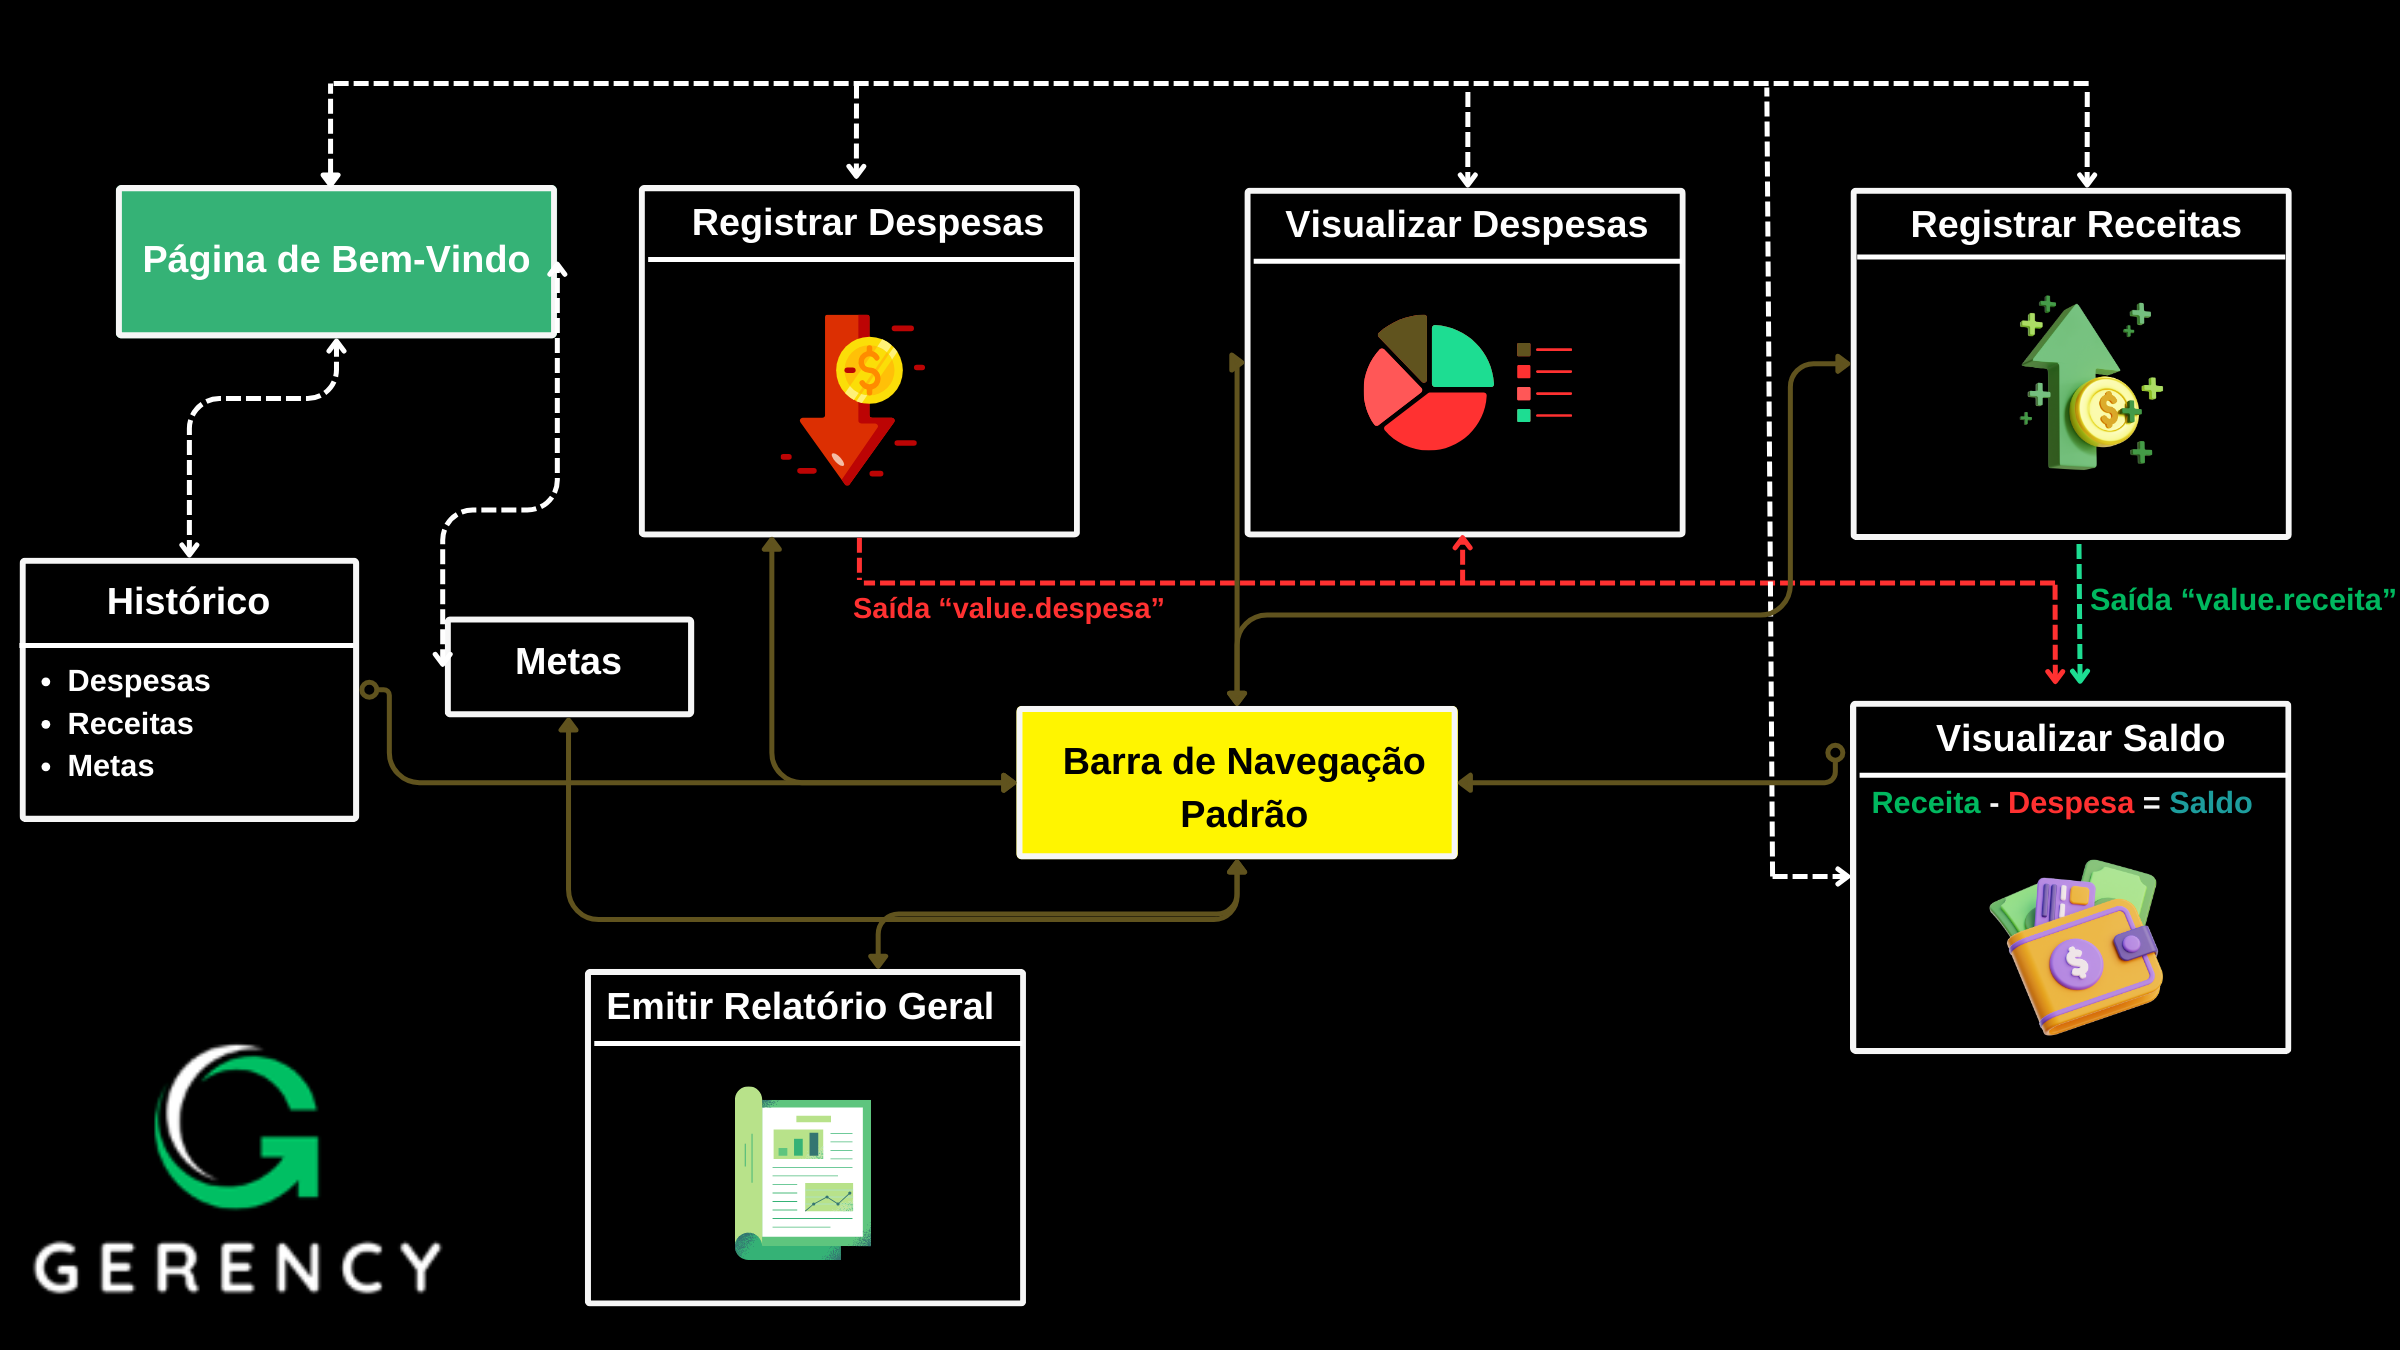 Página de Bem-Vindo
Registrar Despesas
Visualizar Despesas
Registrar Receitas
Histórico
• Despesas
• Receitas
• Metas
Metas
Saída “value.despesa”
Saída “value.receita”
Barra de Navegação
Padrão
Visualizar Saldo
Receita - Despesa = Saldo
Emitir Relatório Geral
GERENCY